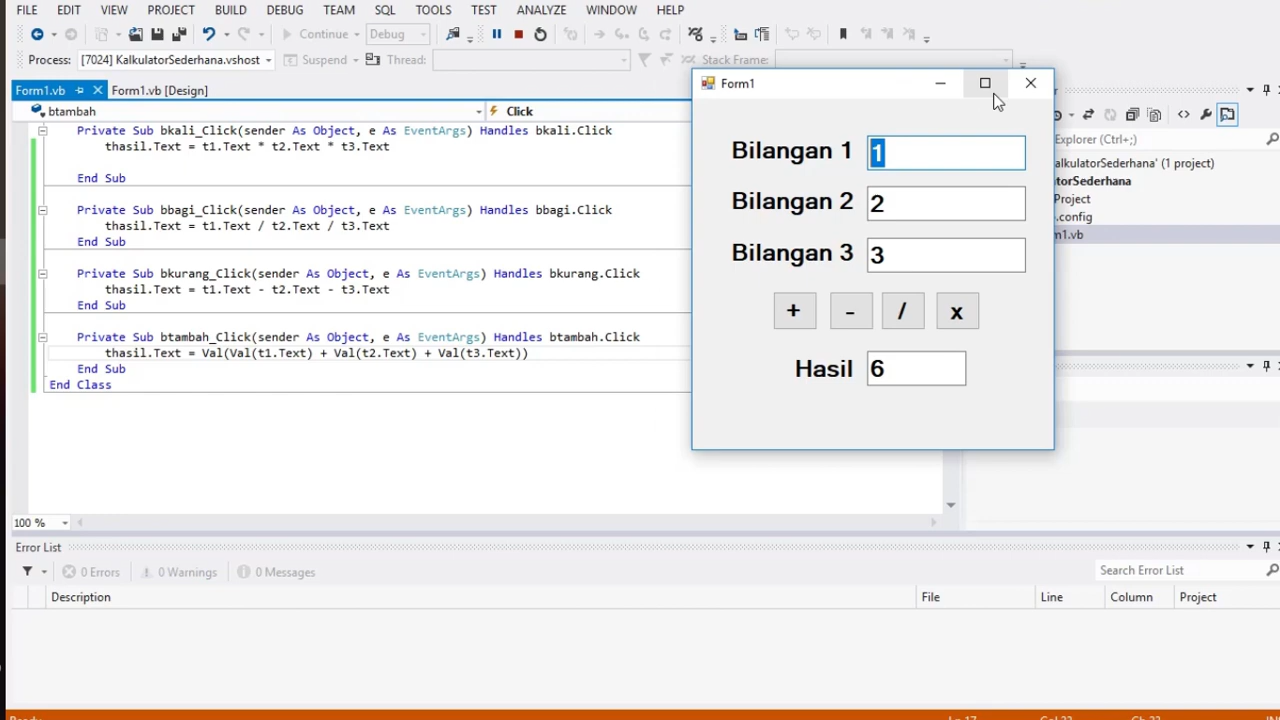 FILE EDIT VIEW PROJECT BUILD DEBUG TEAM SQL TOOLS TEST ANALYZE WINDOW HELP
Continue Debug
Process: [7024] KalkulatorSederhana.vshost Suspend Thread: Stack Frame:
Form1.vb Form1.vb [Design]
btambah Click
Private Sub bkali_Click(sender As Object, e As EventArgs) Handles bkali.Click
thasil.Text = t1.Text * t2.Text * t3.Text
End Sub
Private Sub bbagi_Click(sender As Object, e As EventArgs) Handles bbagi.Click
thasil.Text = t1.Text / t2.Text / t3.Text
End Sub
Private Sub bkurang_Click(sender As Object, e As EventArgs) Handles bkurang.Click
thasil.Text = t1.Text - t2.Text - t3.Text
End Sub
Private Sub btambah_Click(sender As Object, e As EventArgs) Handles btambah.Click
thasil.Text = Val(Val(t1.Text) + Val(t2.Text) + Val(t3.Text))
End Sub
End Class
100 %
Form1
Bilangan 1 1
Bilangan 2 2
Bilangan 3 3
+ - / x
Hasil 6
Explorer (Ctrl+;)
alkulatorSederhana' (1 project)
torSederhana
Project
.config
m1.vb
Error List
0 Errors 0 Warnings 0 Messages Search Error List
Description File Line Column Project